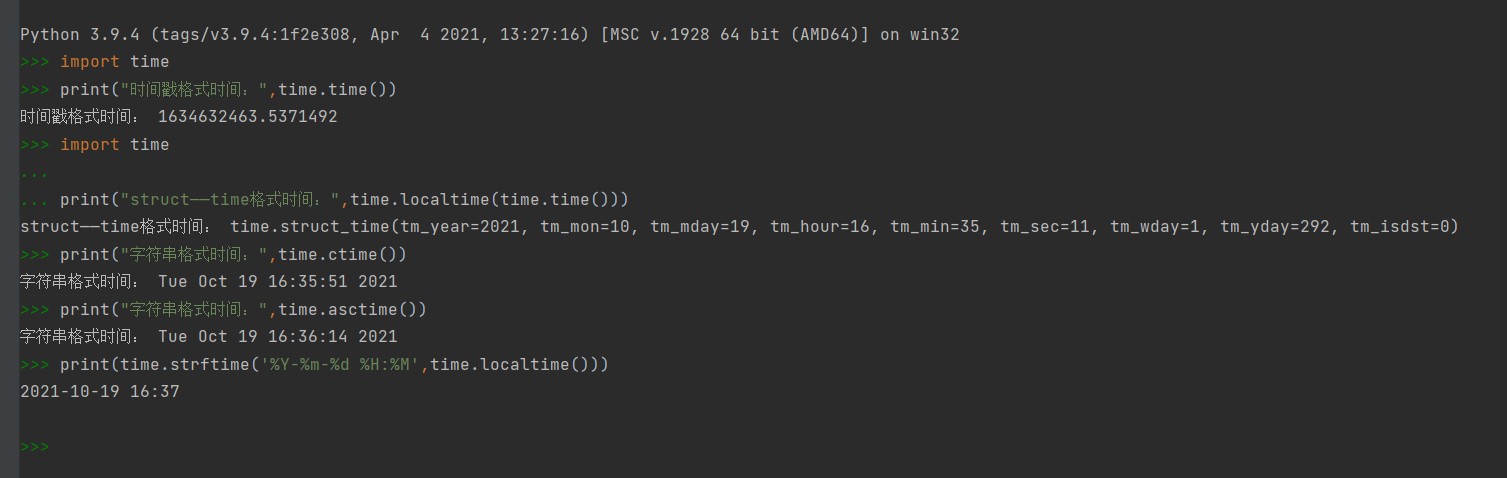 Python 3.9.4 (tags/v3.9.4:1f2e308, Apr  4 2021, 13:27:16) [MSC v.1928 64 bit (AMD64)] on win32
>>> import time
>>> print("时间戳格式时间：",time.time())
时间戳格式时间： 1634632463.5371492
>>> import time
...
... print("struct——time格式时间：",time.localtime(time.time()))
struct——time格式时间： time.struct_time(tm_year=2021, tm_mon=10, tm_mday=19, tm_hour=16, tm_min=35, tm_sec=11, tm_wday=1, tm_yday=292, tm_isdst=0)
>>> print("字符串格式时间：",time.ctime())
字符串格式时间： Tue Oct 19 16:35:51 2021
>>> print("字符串格式时间：",time.asctime())
字符串格式时间： Tue Oct 19 16:36:14 2021
>>> print(time.strftime('%Y-%m-%d %H:%M',time.localtime()))
2021-10-19 16:37
>>>